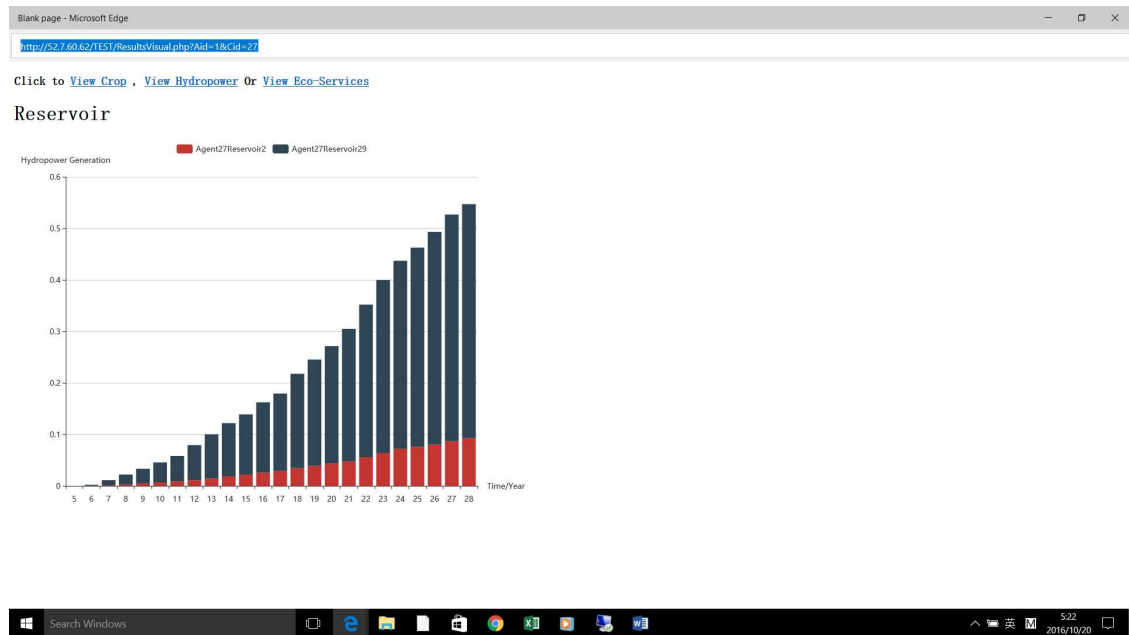 Blank page - Microsoft Edge
http://52.7.60.62/TEST/ResultsVisual.php?Aid=1&Cid=27
Click to View Crop , View Hydropower Or View Eco-Services
Reservoir
Agent27Reservoir2 Agent27Reservoir29
Hydropower Generation
0.6
0.5
0.4
0.3
0.2
0.1
0
Time/Year
5 6 7 8 9 10 11 12 13 14 15 16 17 18 19 20 21 22 23 24 25 26 27 28
Search Windows
英 M
5:22
2016/10/20